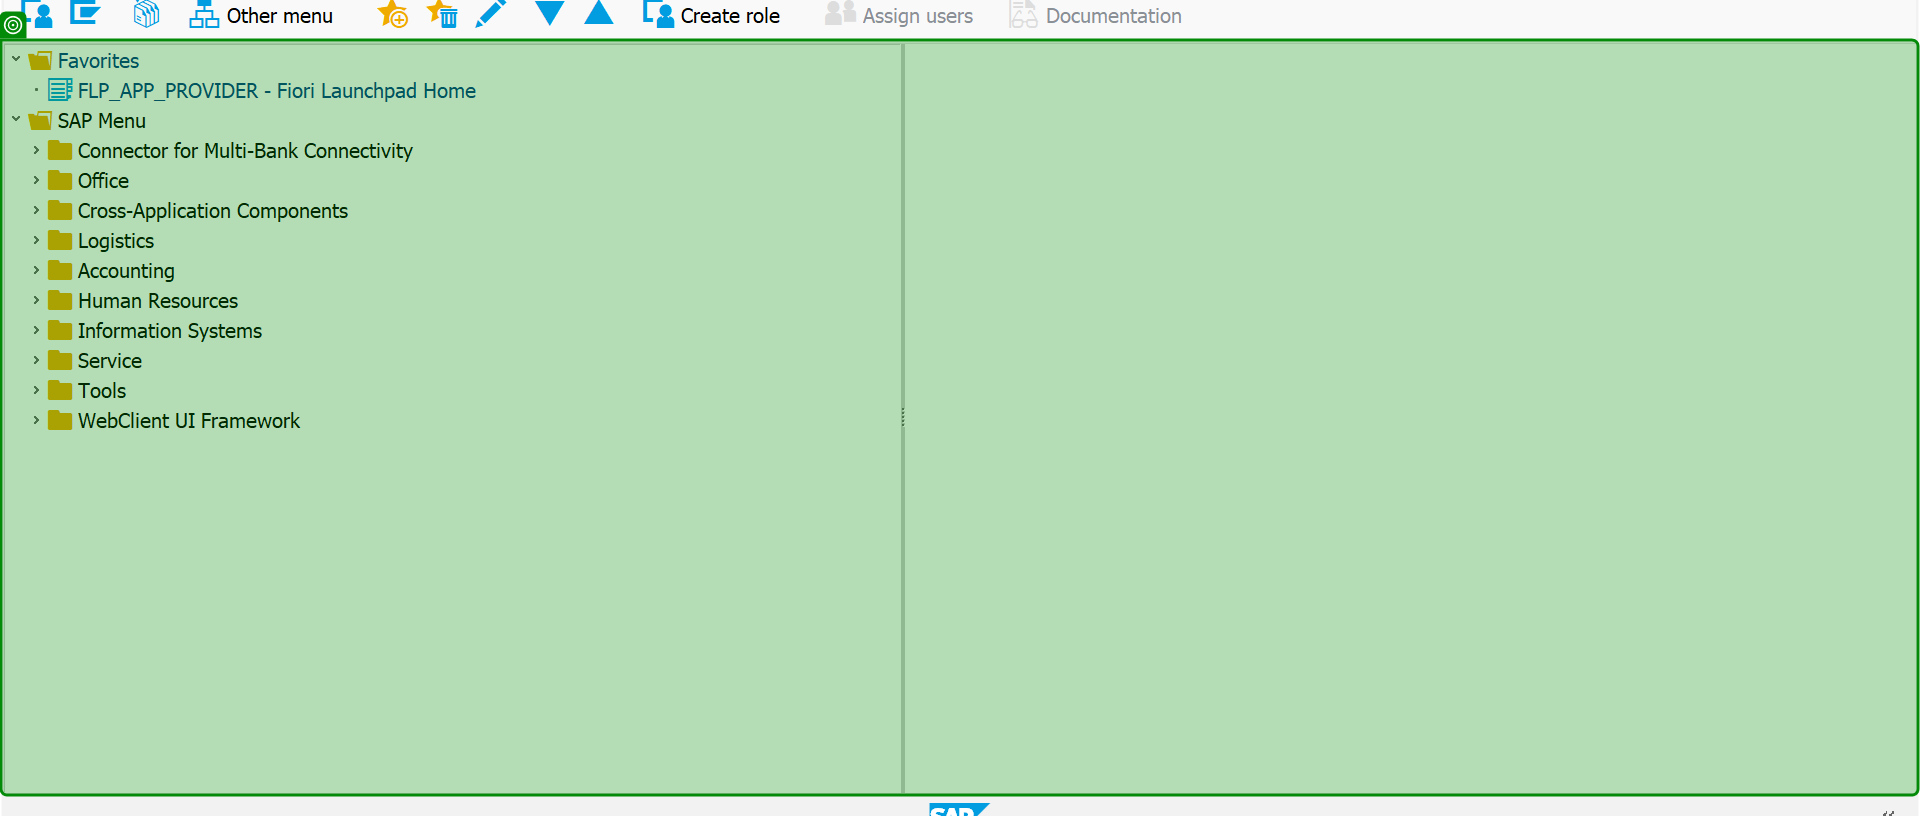 Other menu Create role Assign users Documentation
Favorites
FLP_APP_PROVIDER - Fiori Launchpad Home
SAP Menu
Connector for Multi-Bank Connectivity
Office
Cross-Application Components
Logistics
Accounting
Human Resources
Information Systems
Service
Tools
WebClient UI Framework
SAP